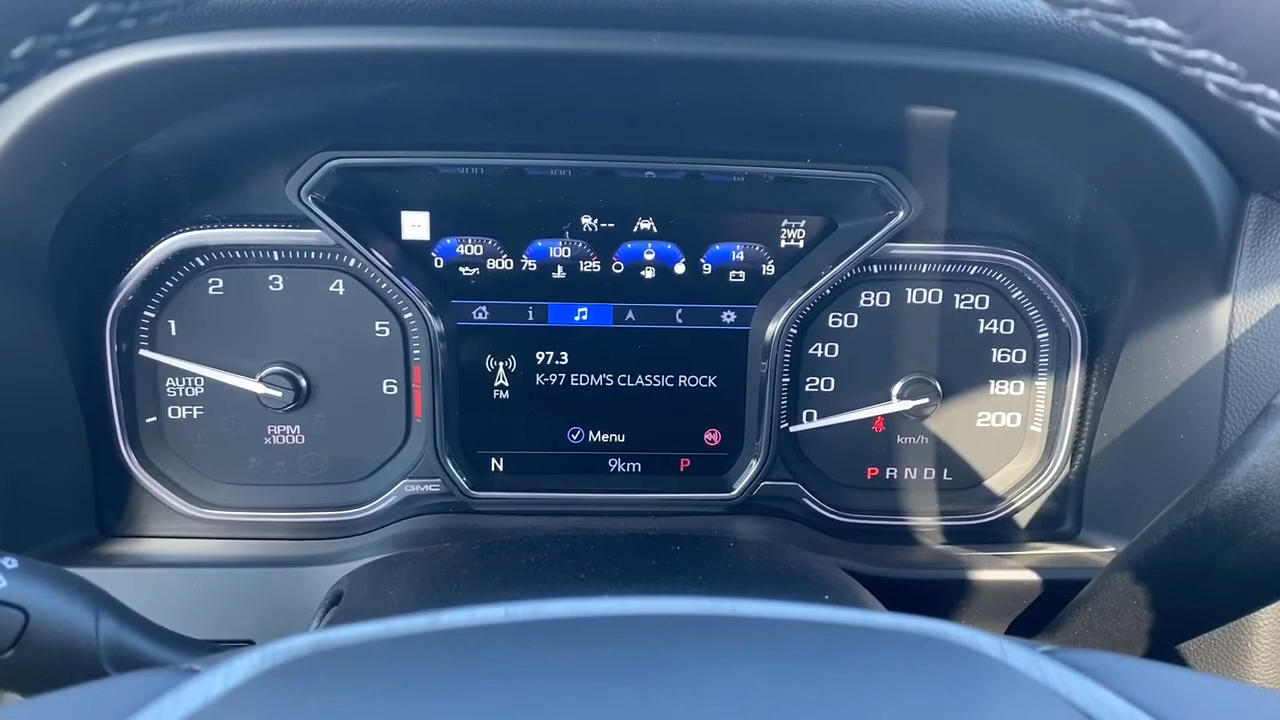 --
2WD
0 400 800
75 100 125
9 14 19
i
97.3
K-97 EDM'S CLASSIC ROCK
FM
Menu
N 9km P
1 2 3 4 5 6
AUTO
STOP
OFF
RPM
x1000
GMC
0 20 40 60 80 100 120 140 160 180 200
km/h
P R N D L